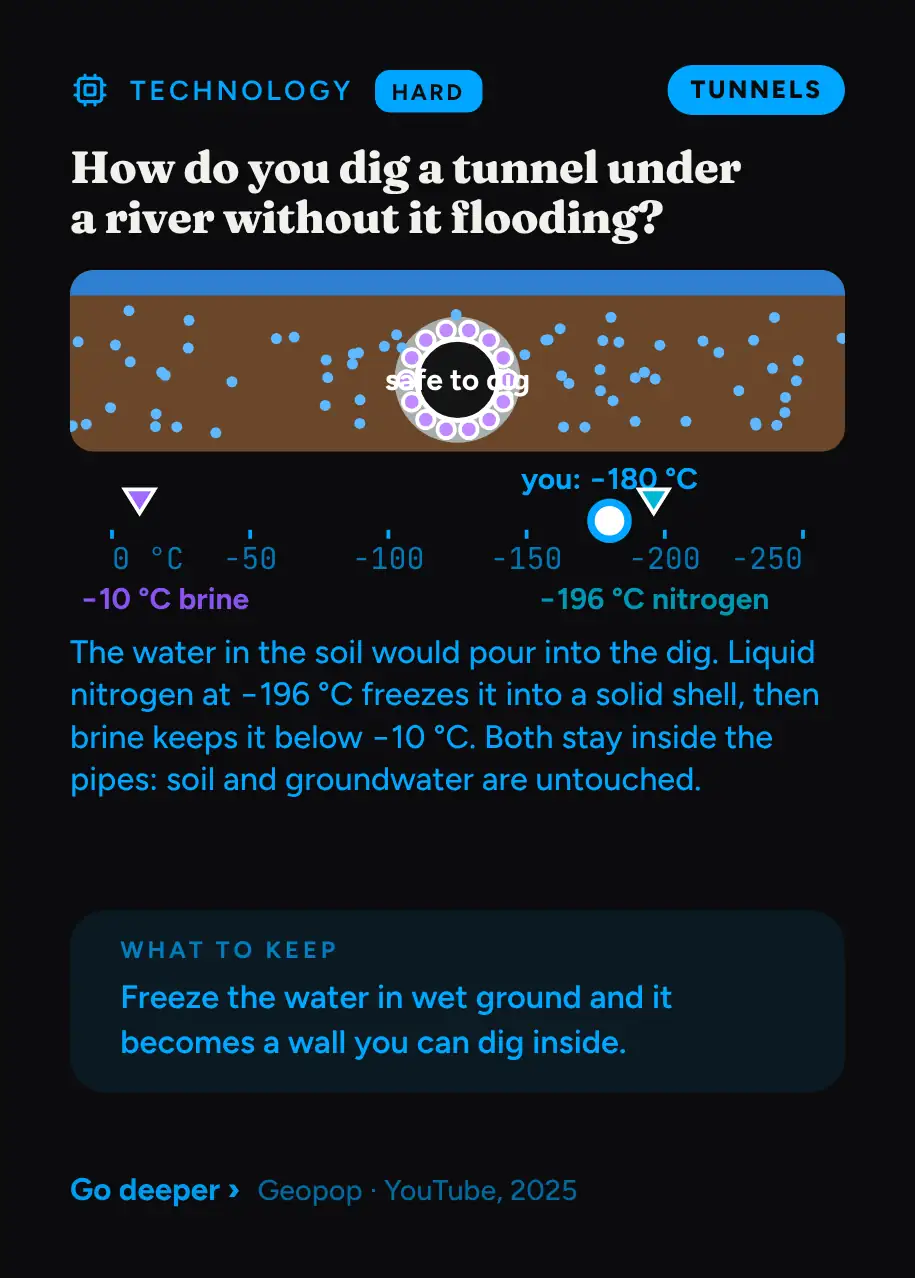 TECHNOLOGY HARD TUNNELS
How do you dig a tunnel under
a river without it flooding?
safe to dig
you: −180 °C
0 °C -50 -100 -150 -200 -250
−10 °C brine −196 °C nitrogen
The water in the soil would pour into the dig. Liquid
nitrogen at −196 °C freezes it into a solid shell, then
brine keeps it below −10 °C. Both stay inside the
pipes: soil and groundwater are untouched.
WHAT TO KEEP
Freeze the water in wet ground and it
becomes a wall you can dig inside.
Go deeper › Geopop · YouTube, 2025